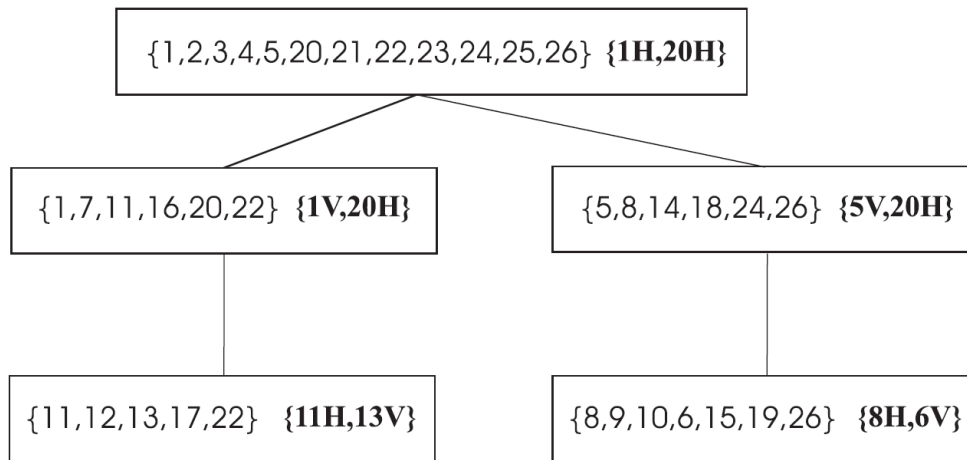 {1,2,3,4,5,20,21,22,23,24,25,26} {1H,20H}
{1,7,11,16,20,22} {1V,20H}
{5,8,14,18,24,26} {5V,20H}
{11,12,13,17,22} {11H,13V}
{8,9,10,6,15,19,26} {8H,6V}